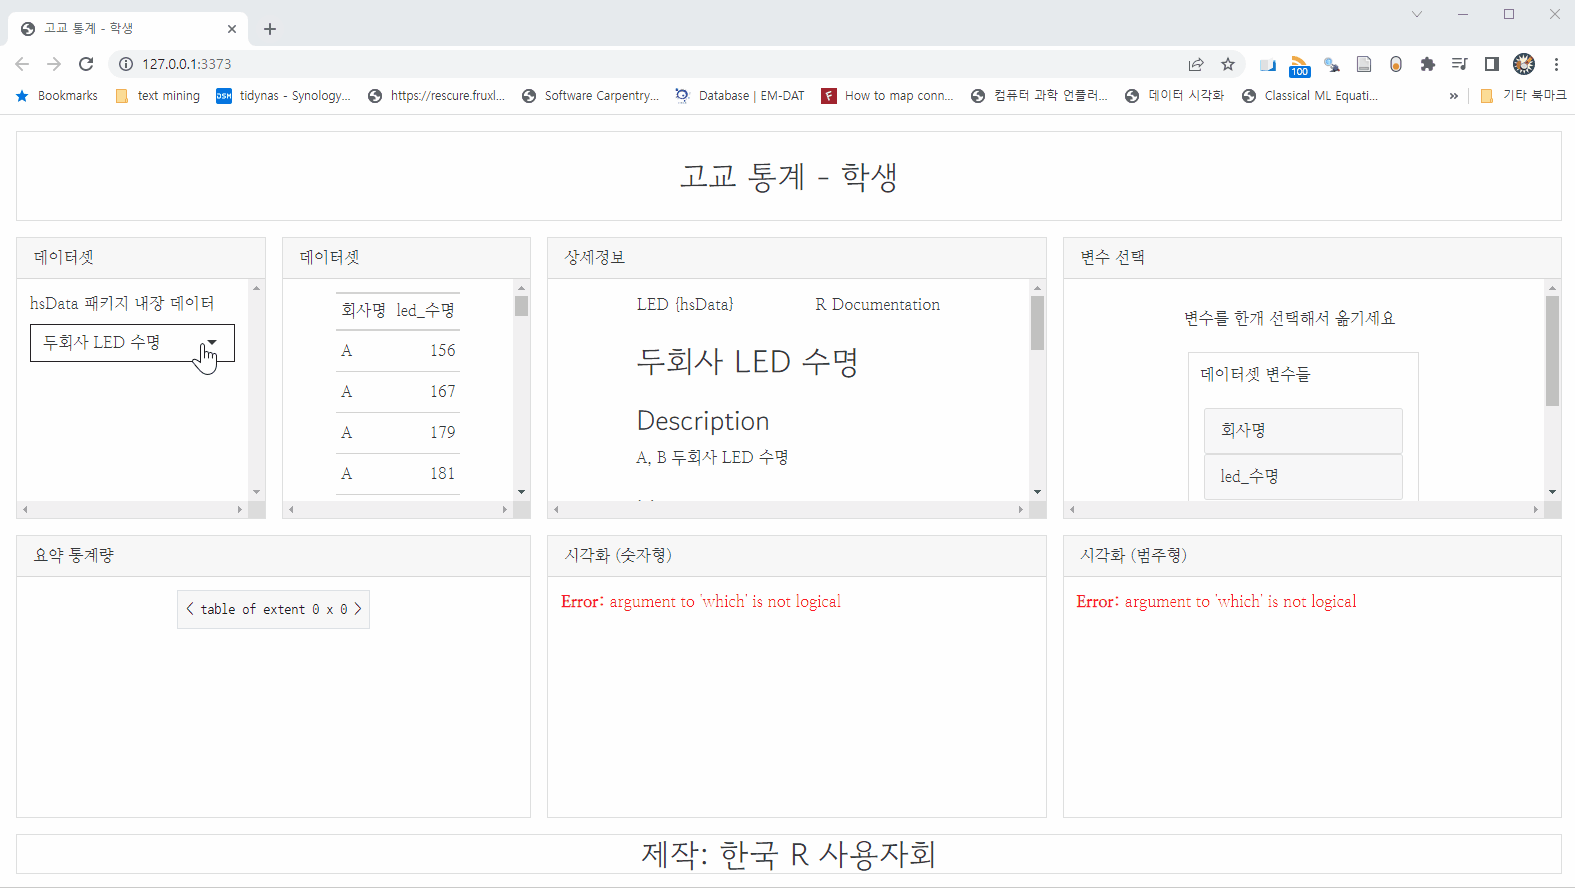 고교 통계 - 학생
127.0.0.1:3373
100
Bookmarks
text mining
DSM
tidynas - Synology...
https://rescure.fruxl...
Software Carpentry...
Database | EM-DAT
F
How to map conn...
컴퓨터 과학 언플러...
데이터 시각화
Classical ML Equati...
»
기타 북마크
고교 통계 - 학생
데이터셋
hsData 패키지 내장 데이터
두회사 LED 수명
데이터셋
회사명 led_수명
A 156
A 167
A 179
A 181
상세정보
LED {hsData} R Documentation
두회사 LED 수명
Description
A, B 두회사 LED 수명
변수 선택
변수를 한개 선택해서 옮기세요
데이터셋 변수들
회사명
led_수명
요약 통계량
< table of extent 0 x 0 >
시각화 (숫자형)
Error: argument to 'which' is not logical
시각화 (범주형)
Error: argument to 'which' is not logical
제작: 한국 R 사용자회